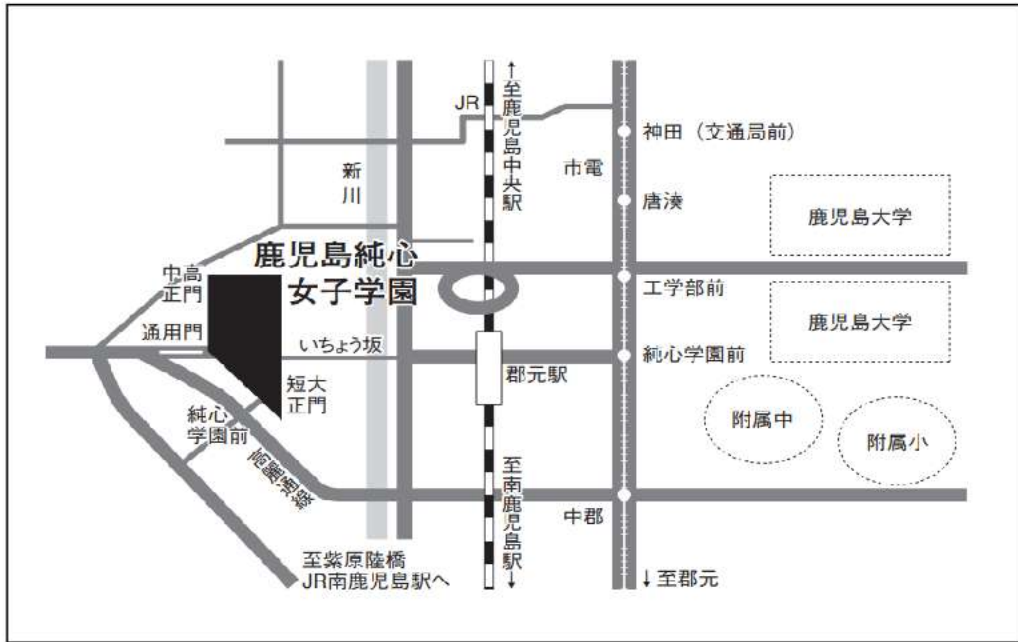 JR
↑至鹿児島中央駅
神田（交通局前）
市電
新川
唐湊
鹿児島大学
鹿児島純心
女子学園
中高
正門
工学部前
鹿児島大学
通用門
いちょう坂
純心学園前
郡元駅
短大
正門
純心
学園前
附属中
附属小
高麗通線
至南鹿児島駅↓
中郡
至紫原陸橋
JR南鹿児島駅へ
↓至郡元